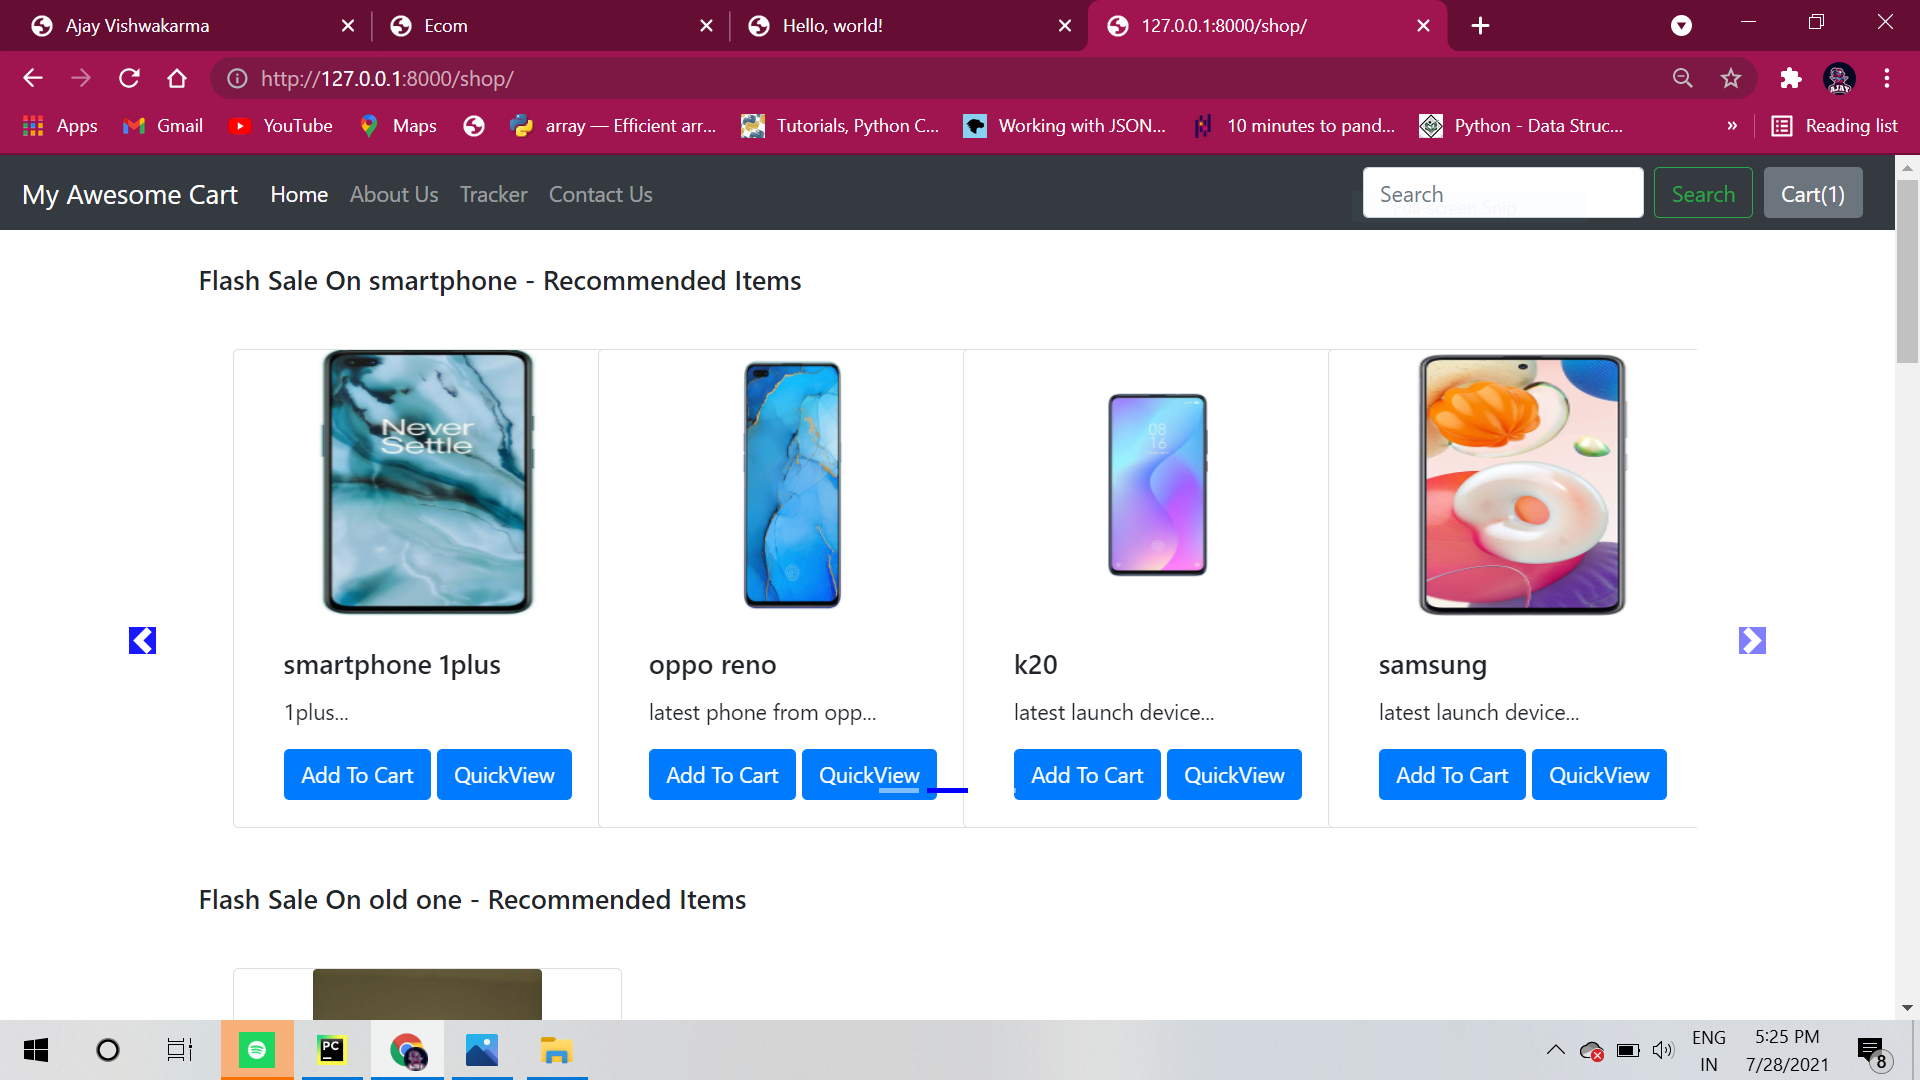 Ajay Vishwakarma
Ecom
Hello, world!
127.0.0.1:8000/shop/
http://127.0.0.1:8000/shop/
Apps
Gmail
YouTube
Maps
array — Efficient arr...
Tutorials, Python C...
Working with JSON...
10 minutes to pand...
Python - Data Struc...
»
Reading list
My Awesome Cart
Home
About Us
Tracker
Contact Us
Search
Search
Cart(1)
Flash Sale On smartphone - Recommended Items
Never
Settle
08
16
smartphone 1plus
oppo reno
k20
samsung
1plus...
latest phone from opp...
latest launch device...
latest launch device...
Add To Cart
QuickView
Add To Cart
QuickView
Add To Cart
QuickView
Add To Cart
QuickView
Flash Sale On old one - Recommended Items
PC
ENG
IN
5:25 PM
7/28/2021
8